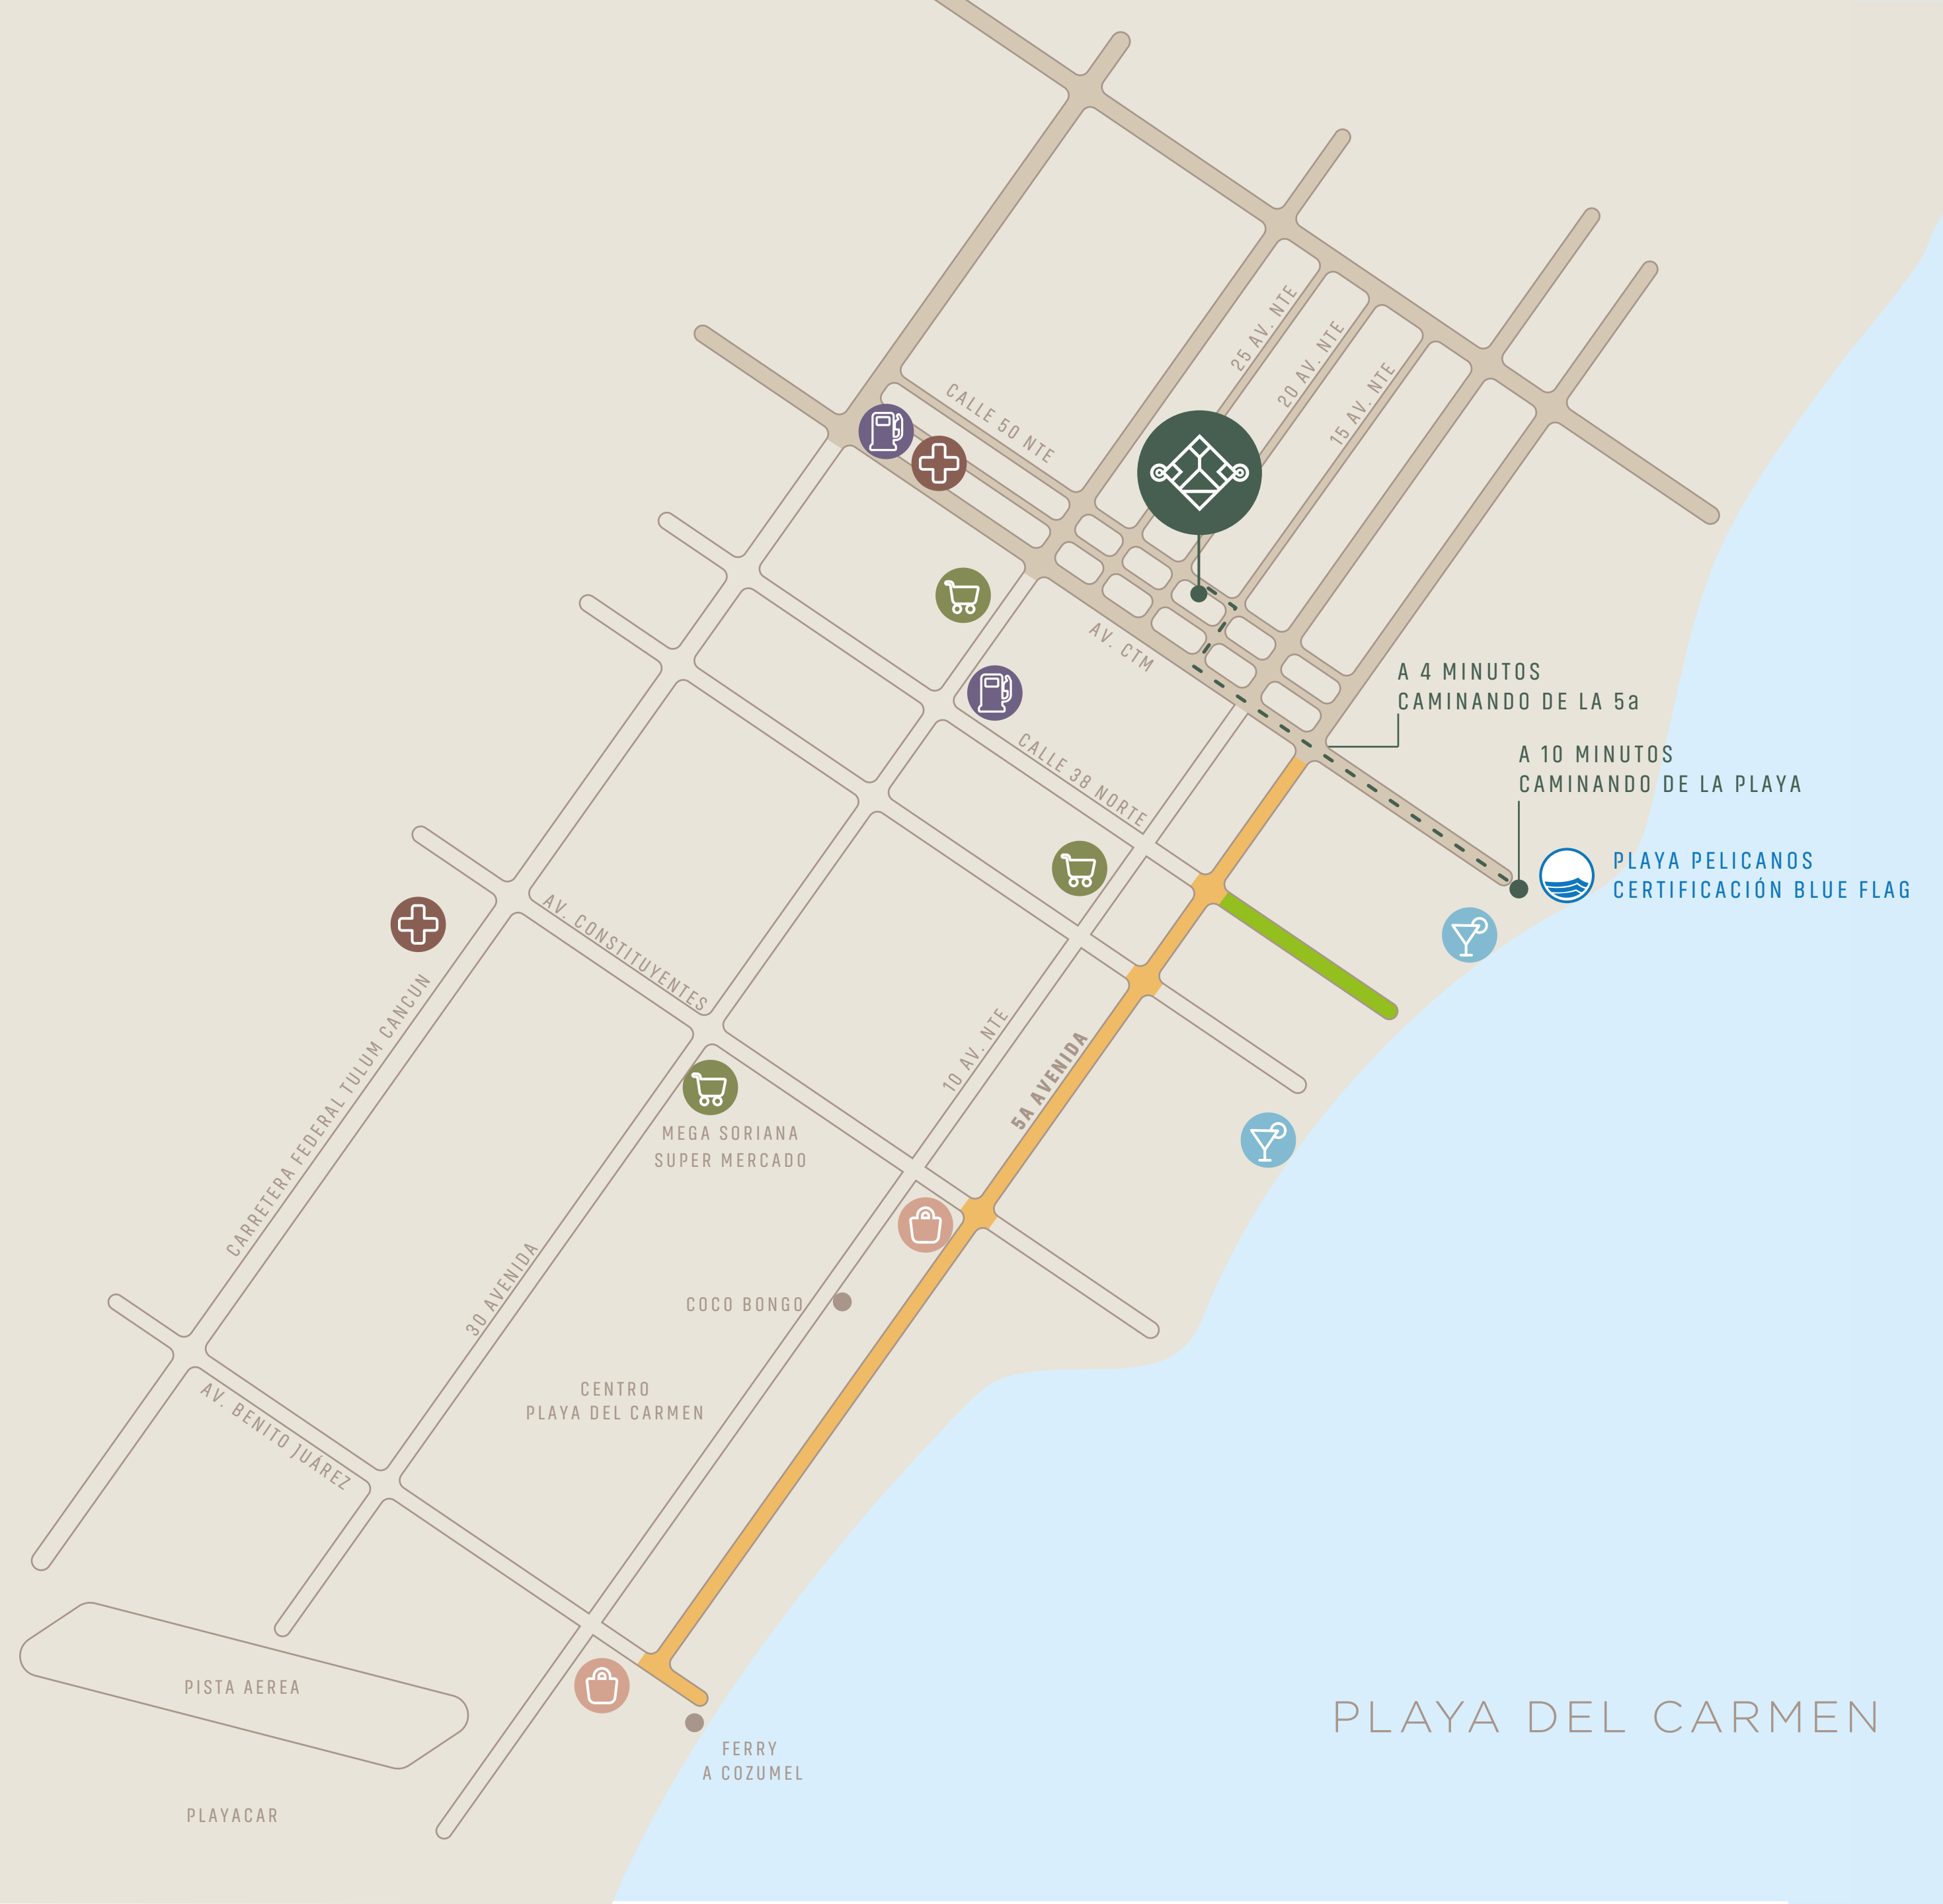 25 AV. NTE
20 AV. NTE
15 AV. NTE
CALLE 50 NTE
AV. CTM
A 4 MINUTOS
CAMINANDO DE LA 5a
A 10 MINUTOS
CAMINANDO DE LA PLAYA
CALLE 38 NORTE
PLAYA PELICANOS
CERTIFICACIÓN BLUE FLAG
AV. CONSTITUYENTES
CARRETERA FEDERAL TULUM CANCUN
10 AV. NTE
5A AVENIDA
MEGA SORIANA
SUPER MERCADO
30 AVENIDA
COCO BONGO
CENTRO
PLAYA DEL CARMEN
AV. BENITO JUÁREZ
PISTA AEREA
PLAYA DEL CARMEN
FERRY
A COZUMEL
PLAYACAR